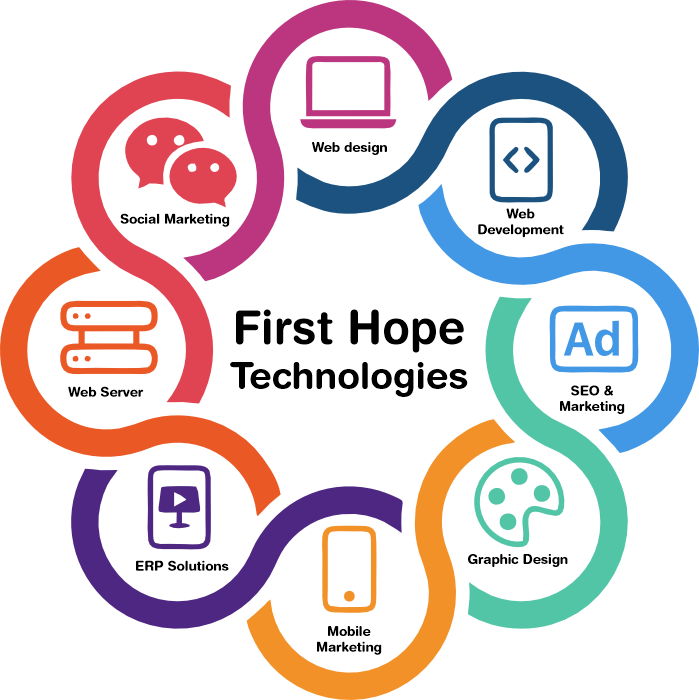 Web design
Web
Development
SEO &
Marketing
Ad
Graphic Design
Mobile
Marketing
ERP Solutions
Web Server
Social Marketing
First Hope
Technologies